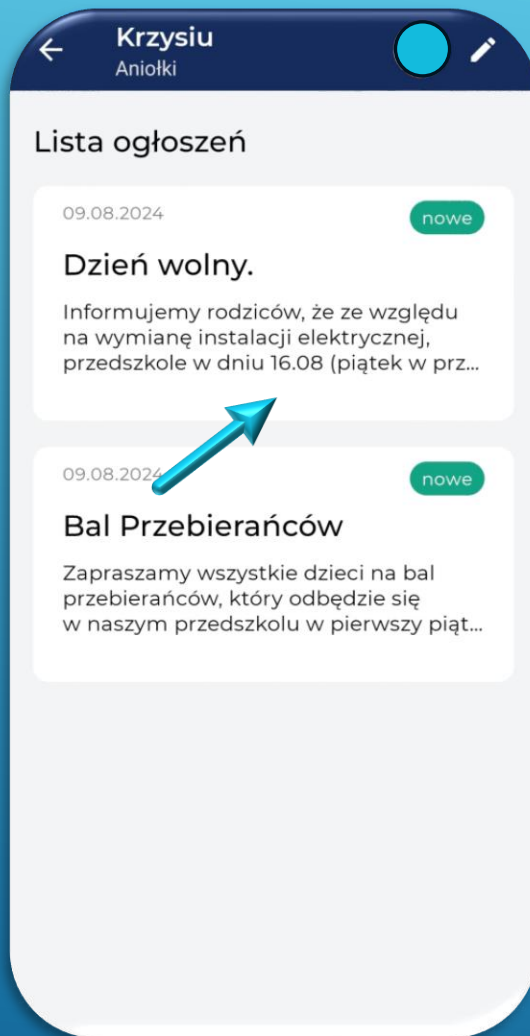 Krzysiu
Aniołki
Lista ogłoszeń
09.08.2024
nowe
Dzień wolny.
Informujemy rodziców, że ze względu
na wymianę instalacji elektrycznej,
przedszkole w dniu 16.08 (piątek w prz...
09.08.2024
nowe
Bal Przebierańców
Zapraszamy wszystkie dzieci na bal
przebierańców, który odbędzie się
w naszym przedszkolu w pierwszy piąt...